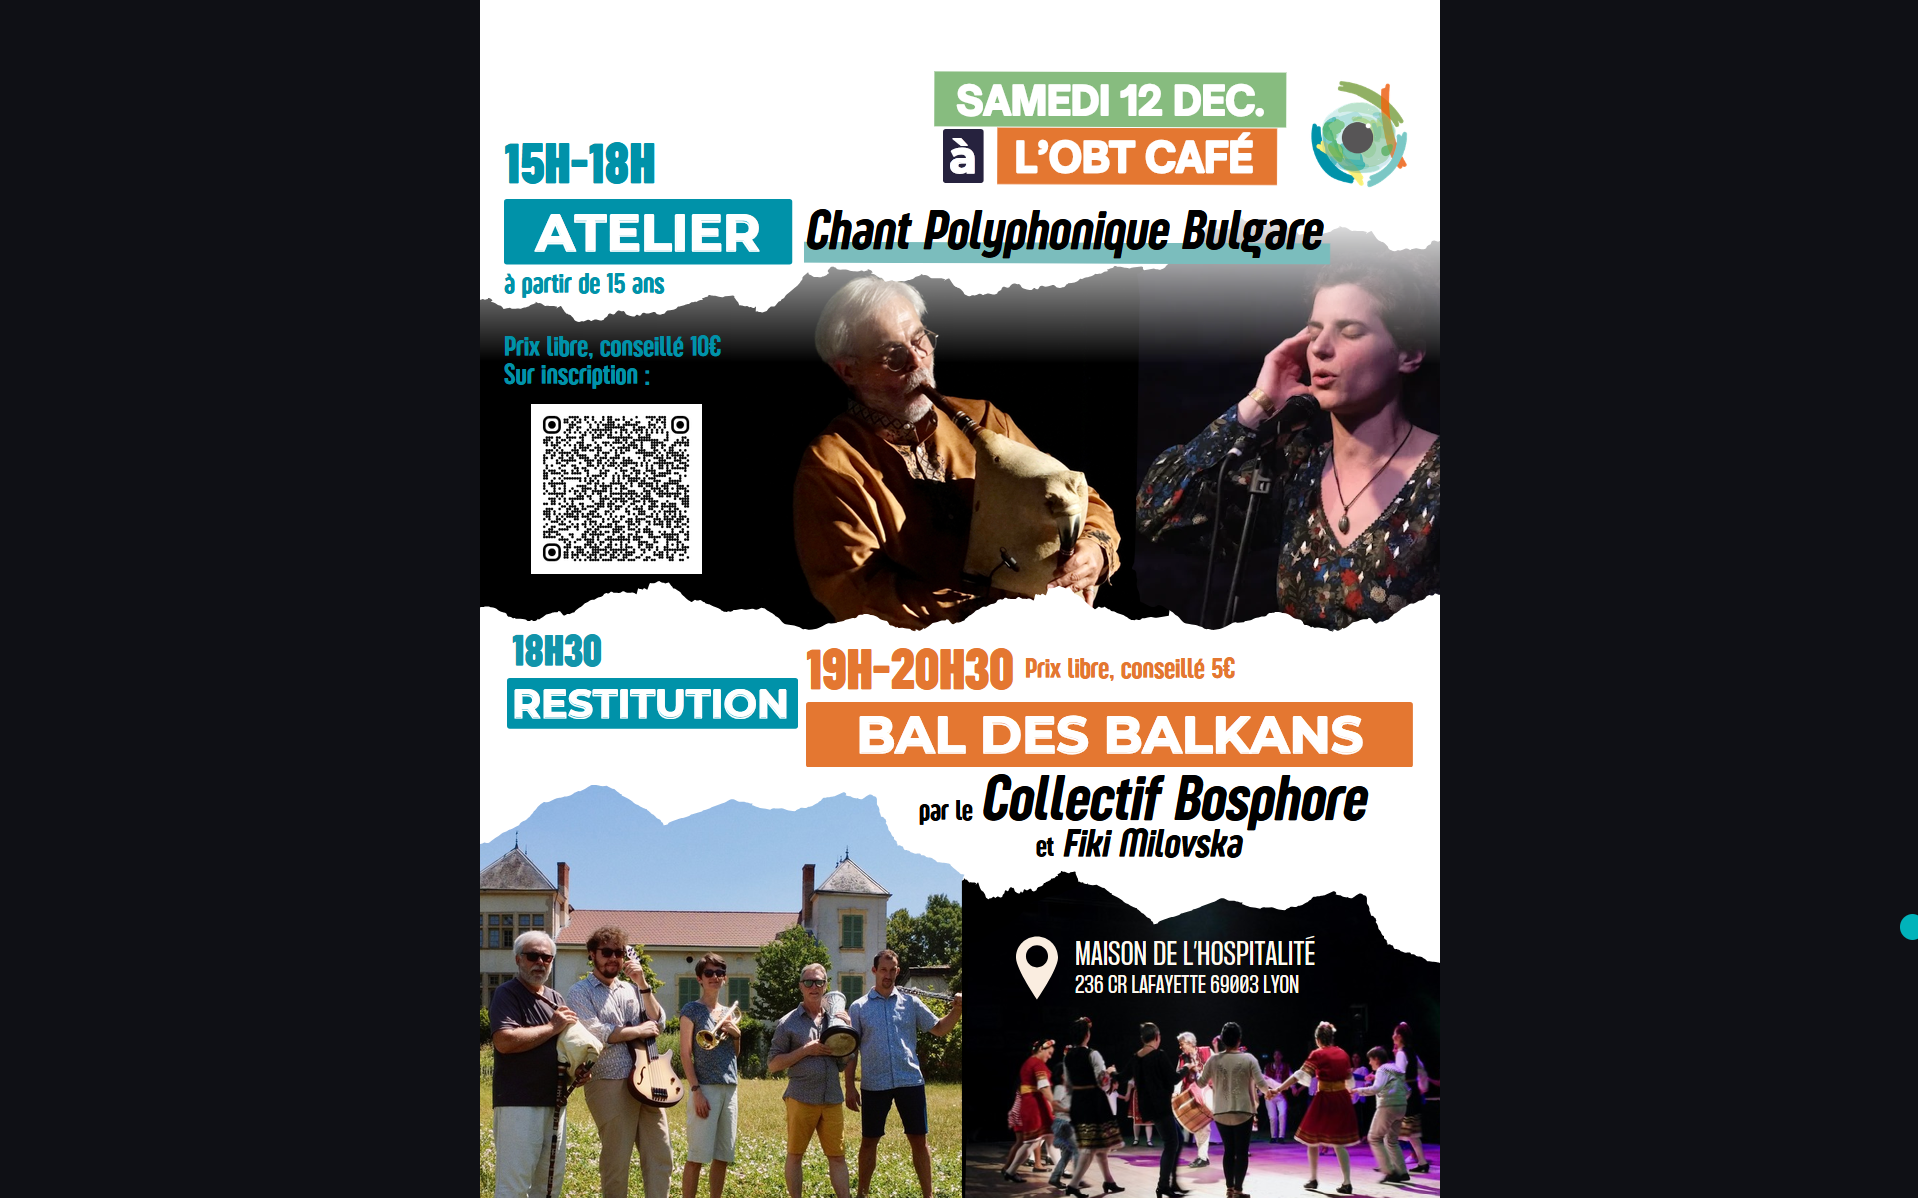 SAMEDI 12 DEC.
à L'OBT CAFÉ
15H-18H
ATELIER Chant Polyphonique Bulgare
à partir de 15 ans
Prix libre, conseillé 10€
Sur inscription :
18H30
RESTITUTION
19H-20H30 Prix libre, conseillé 5€
BAL DES BALKANS
par le Collectif Bosphore
et Fiki Milovska
MAISON DE L'HOSPITALITÉ
236 CR LAFAYETTE 69003 LYON